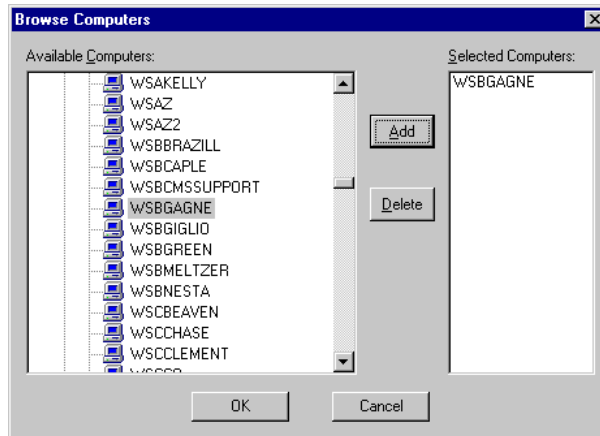 Browse Computers
Available Computers:
Selected Computers:
WSAKELLY
WSAZ
WSAZ2
WSBBRAZILL
WSBCAPLE
WSBCMSSUPPORT
WSBGAGNE
WSBGIGLIO
WSBGREEN
WSBMELTZER
WSBNESTA
WSCBEAVEN
WSCCHASE
WSCCLEMENT
Add
Delete
WSBGAGNE
OK
Cancel